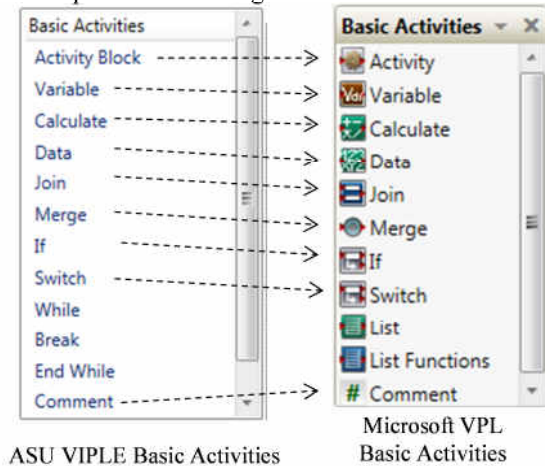 Basic Activities
Activity Block
Variable
Calculate
Data
Join
Merge
If
Switch
While
Break
End While
Comment
ASU VIPLE Basic Activities
Basic Activities
Activity
Variable
Calculate
Data
Join
Merge
If
Switch
List
List Functions
# Comment
Microsoft VPL
Basic Activities